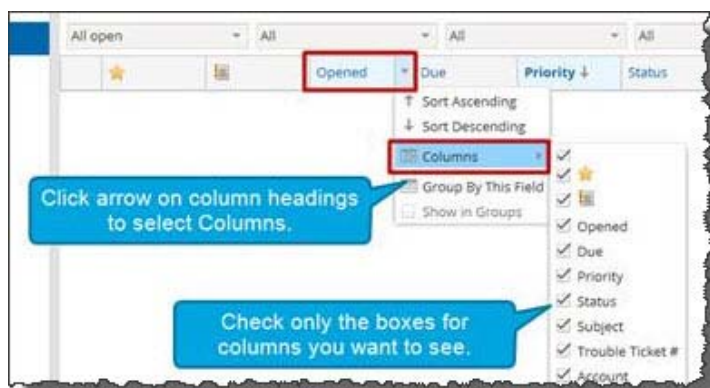 All open All All All
Opened Due Priority ↓ Status
↑ Sort Ascending
↓ Sort Descending
Columns
Group By This Field
Show in Groups
Click arrow on column headings
to select Columns.
Opened
Due
Priority
Status
Subject
Trouble Ticket #
Account
Check only the boxes for
columns you want to see.